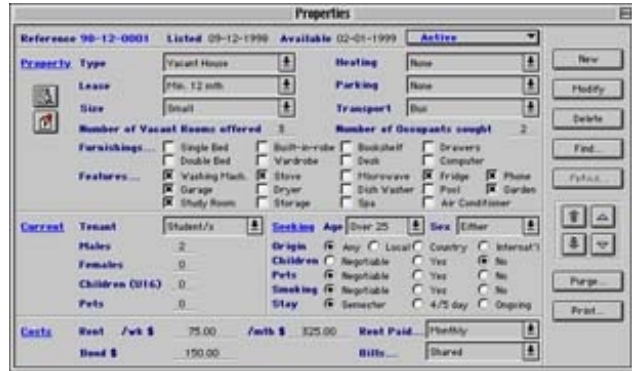 Properties
Reference 98-12-0001 Listed 09-12-1998 Available 02-01-1999 Active
Property Type Vacant House Heating None
Lease Min. 12 mth Parking None
Size Small Transport Bus
Number of Vacant Rooms offered 3 Number of Occupants sought 2
Furnishings... Single Bed Built-in-robe Bookshelf Drawers
Double Bed Wardrobe Desk Computer
Features... Washing Mach. Stove Microwave Fridge Phone
Garage Dryer Dish Washer Pool Garden
Study Room Storage Spa Air Conditioner
Current Tenant Student/s Seeking Age Over 25 Sex Either
Males 2 Origin Any Local Country Internat'l
Females 0 Children Negotiable Yes No
Children (U16) 0 Pets Negotiable Yes No
Smoking Negotiable Yes No
Pets 0 Stay Semester 4/5 day Ongoing
Costs Rent /wk $ 75.00 /mth $ 325.00 Rent Paid... Monthly
Bond $ 150.00 Bills... Shared
New
Modify
Delete
Find...
Purge...
Print...